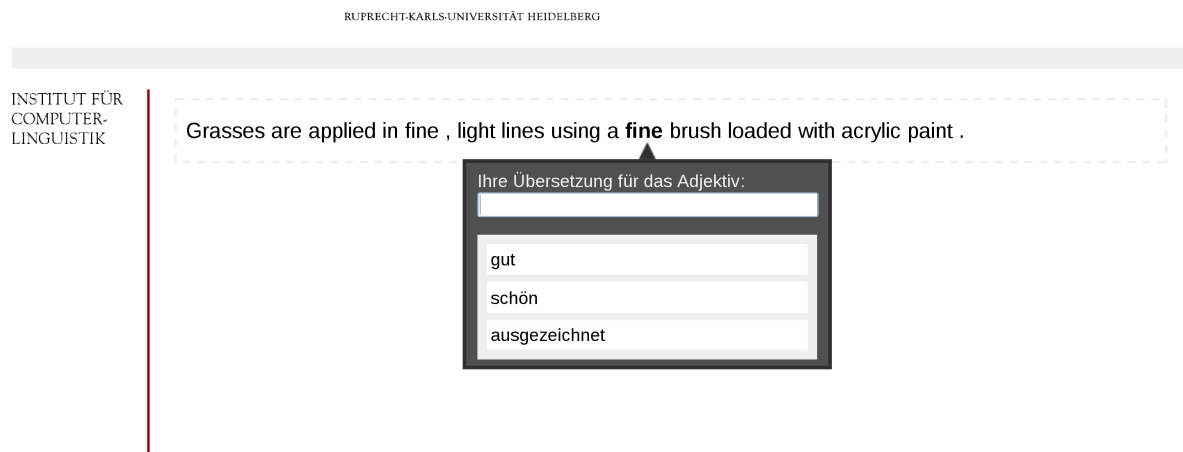 RUPRECHT-KARLS-UNIVERSITÄT HEIDELBERG
INSTITUT FÜR
COMPUTER-
LINGUISTIK
Grasses are applied in fine , light lines using a fine brush loaded with acrylic paint .
Ihre Übersetzung für das Adjektiv:
gut
schön
ausgezeichnet